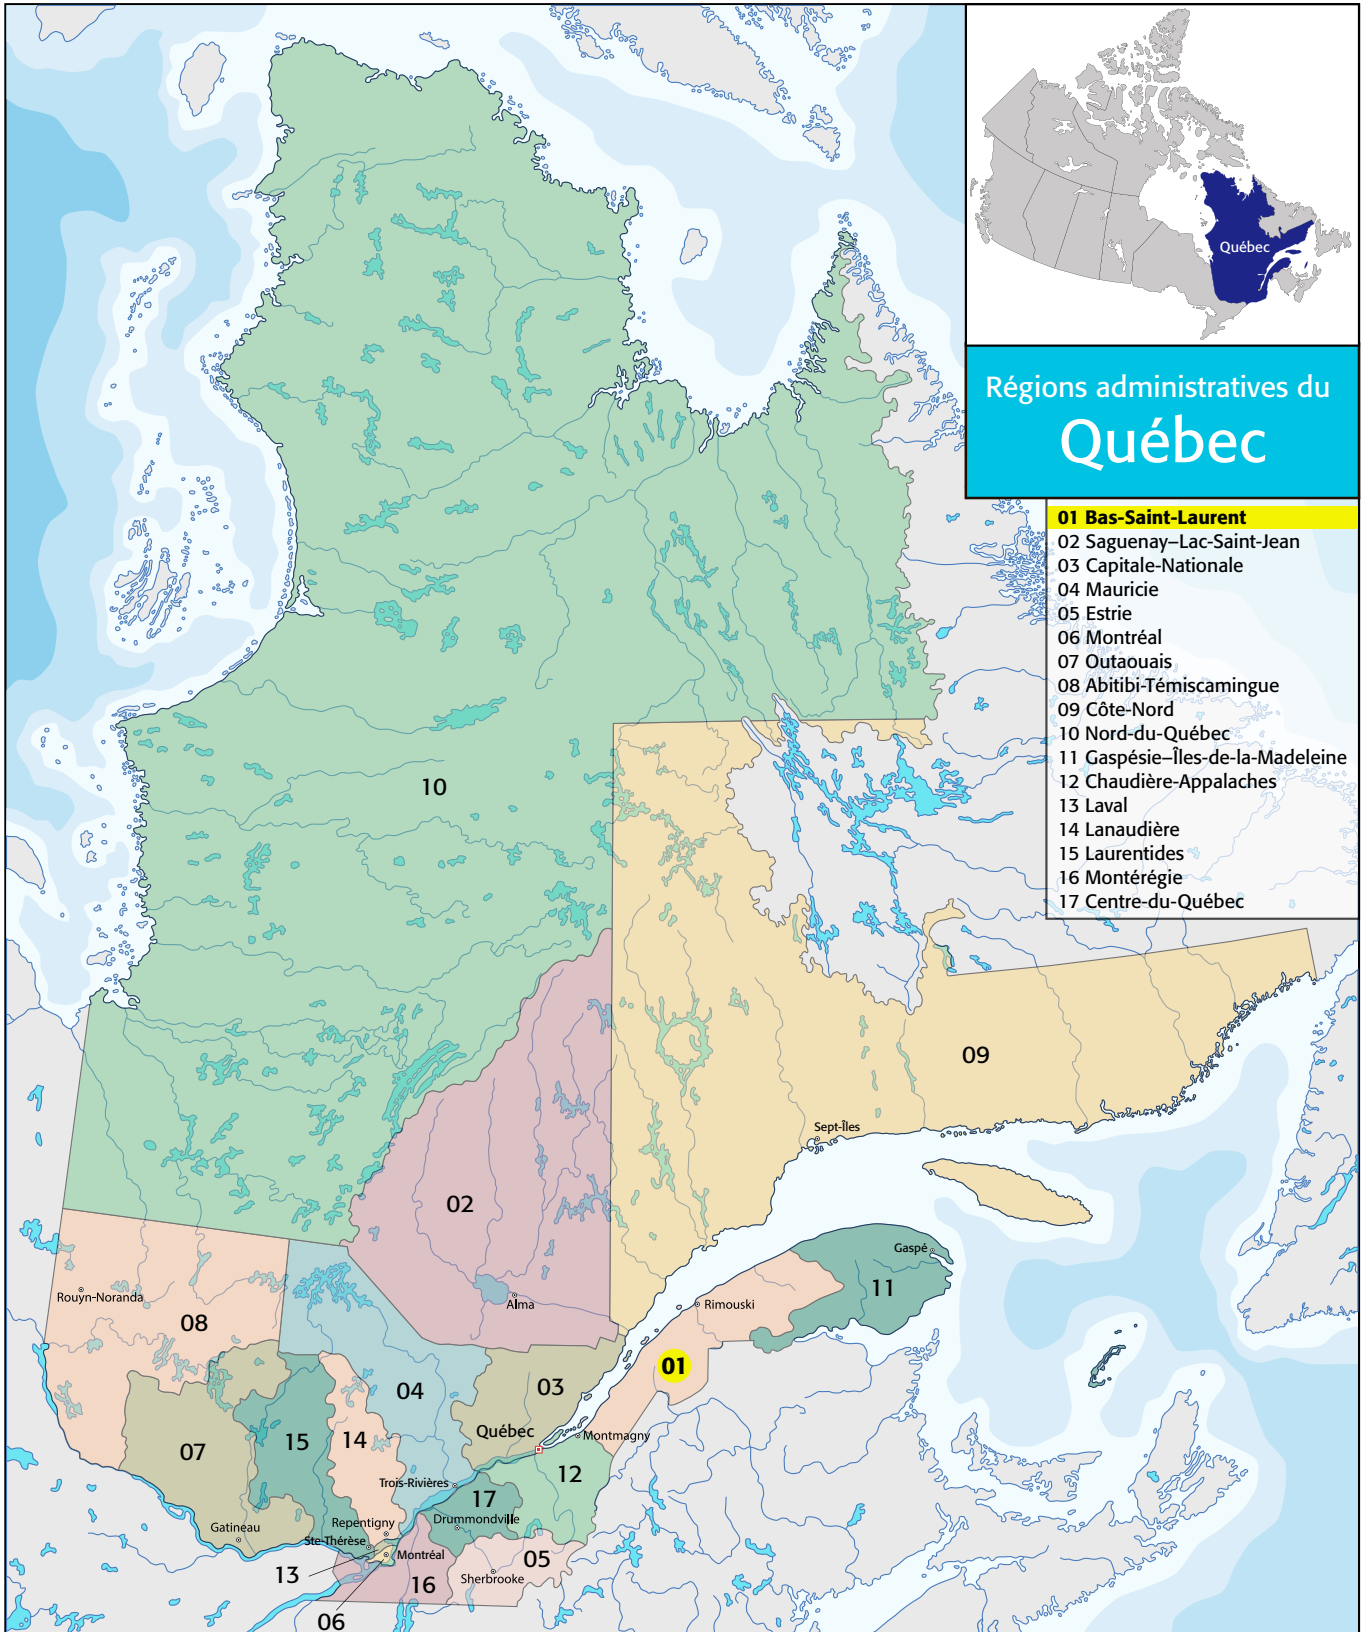 Québec
Régions administratives du
Québec
01 Bas-Saint-Laurent
02 Saguenay–Lac-Saint-Jean
03 Capitale-Nationale
04 Mauricie
05 Estrie
06 Montréal
07 Outaouais
08 Abitibi-Témiscamingue
09 Côte-Nord
10 Nord-du-Québec
11 Gaspésie–Îles-de-la-Madeleine
12 Chaudière-Appalaches
13 Laval
14 Lanaudière
15 Laurentides
16 Montérégie
17 Centre-du-Québec
10
09
Sept-Îles
02
Gaspé
11
Rouyn-Noranda
Alma
Rimouski
08
01
03
04
Québec
Montmagny
14
15
07
12
Trois-Rivières
17
Drummondville
Repentigny
Gatineau
Ste-Thérèse
Montréal
05
13
Sherbrooke
16
06